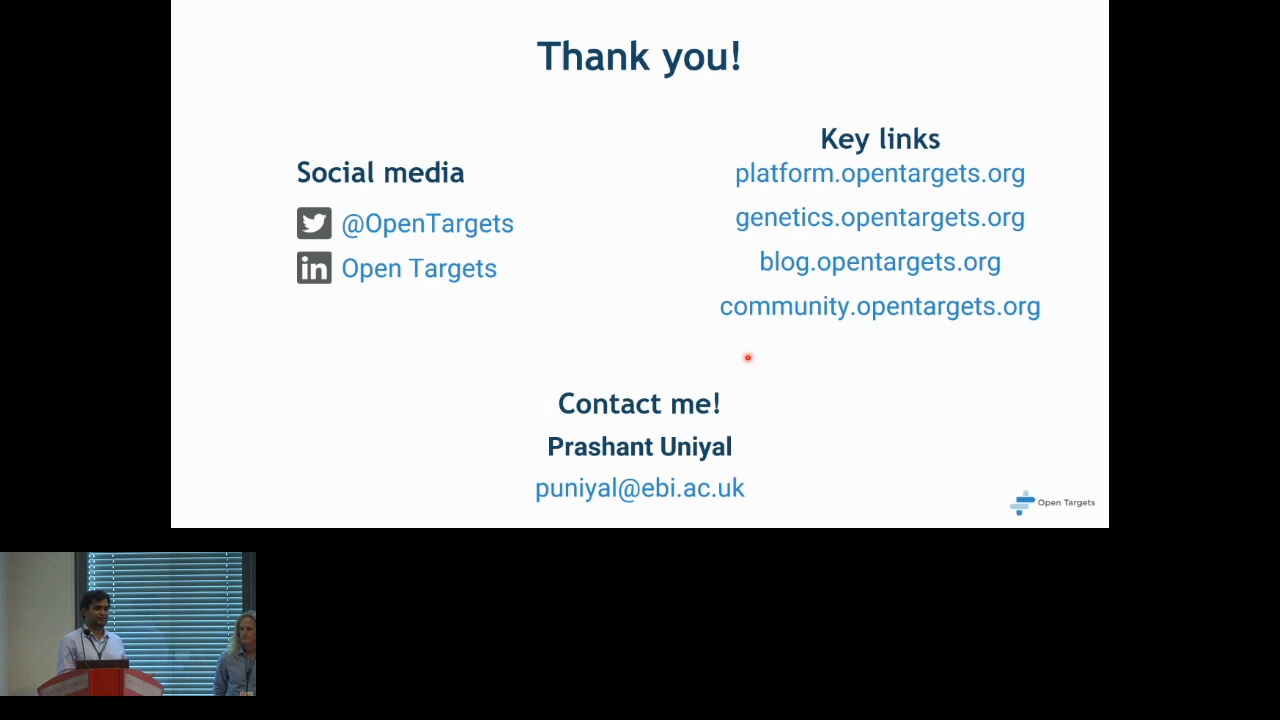 Thank you!
Social media
@OpenTargets
in Open Targets
Key links
platform.opentargets.org
genetics.opentargets.org
blog.opentargets.org
community.opentargets.org
Contact me!
Prashant Uniyal
puniyal@ebi.ac.uk
Open Targets